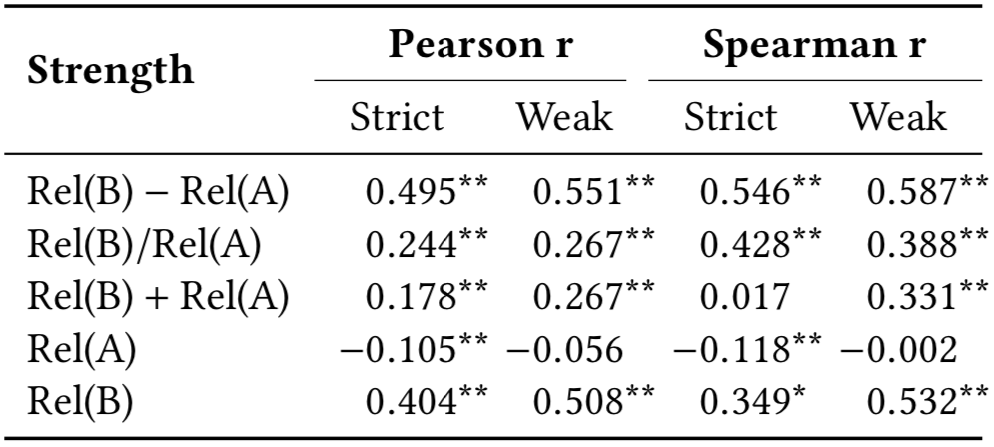 Strength Pearson r Spearman r
Strict Weak Strict Weak
Rel(B) − Rel(A) 0.495** 0.551** 0.546** 0.587**
Rel(B)/Rel(A) 0.244** 0.267** 0.428** 0.388**
Rel(B) + Rel(A) 0.178** 0.267** 0.017 0.331**
Rel(A) −0.105** −0.056 −0.118** −0.002
Rel(B) 0.404** 0.508** 0.349* 0.532**